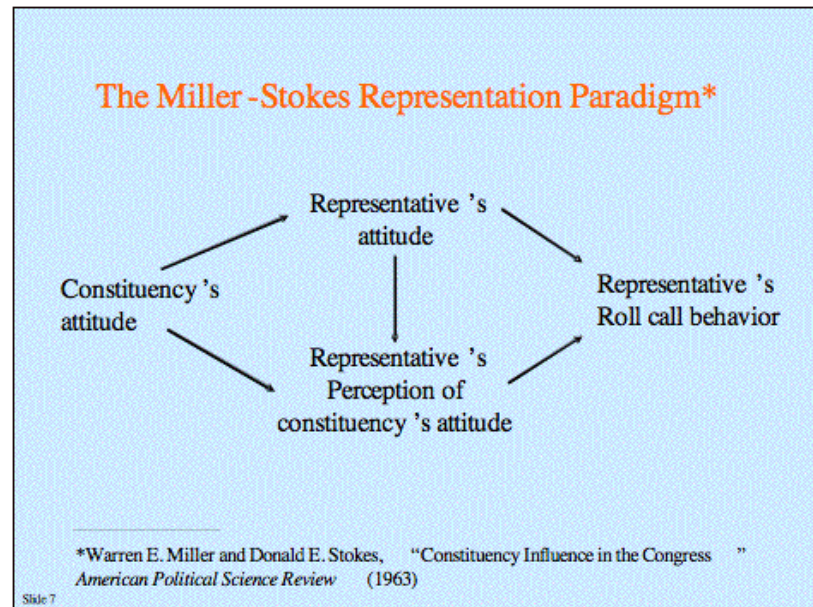 The Miller -Stokes Representation Paradigm*
Representative ’s
attitude
Constituency ’s
attitude
Representative ’s
Roll call behavior
Representative ’s
Perception of
constituency ’s attitude
*Warren E. Miller and Donald E. Stokes, “Constituency Influence in the Congress ”
American Political Science Review (1963)
Slide 7